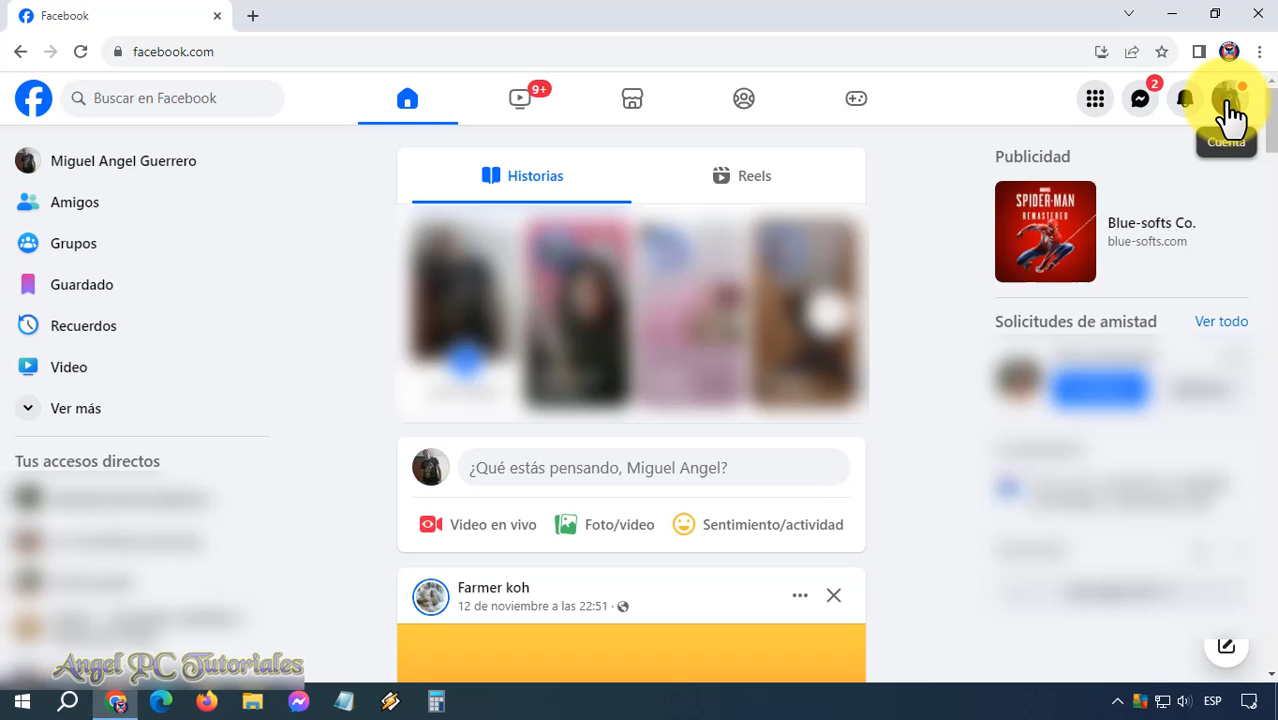 Facebook
facebook.com
Buscar en Facebook
9+
2
Cuenta
Miguel Angel Guerrero
Amigos
Grupos
Guardado
Recuerdos
Video
Ver más
Tus accesos directos
Historias
Reels
¿Qué estás pensando, Miguel Angel?
Video en vivo
Foto/video
Sentimiento/actividad
Farmer koh
12 de noviembre a las 22:51 ·
Publicidad
MARVEL
SPIDER-MAN
REMASTERED
Blue-softs Co.
blue-softs.com
Solicitudes de amistad
Ver todo
Angel PC Tutoriales
ESP